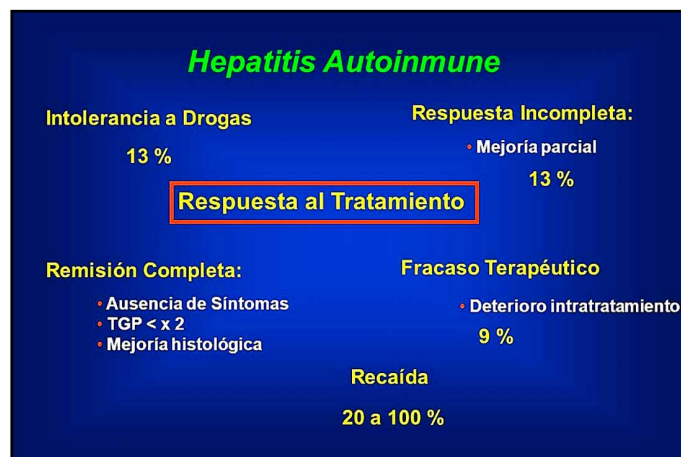 Hepatitis Autoinmune
Intolerancia a Drogas
13 %
Respuesta Incompleta:
• Mejoría parcial
13 %
Respuesta al Tratamiento
Remisión Completa:
• Ausencia de Síntomas
• TGP < x 2
• Mejoría histológica
Fracaso Terapéutico
• Deterioro intratratamiento
9 %
Recaída
20 a 100 %